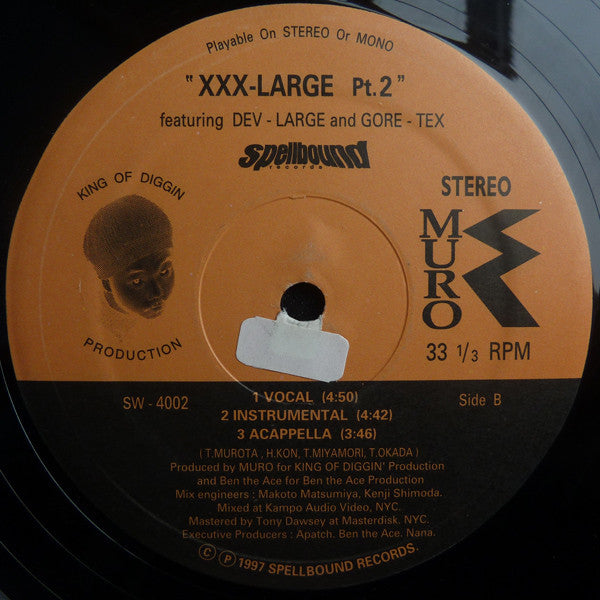 Playable On STEREO Or MONO
" XXX-LARGE Pt.2 "
featuring DEV - LARGE and GORE - TEX
spellbound
records
KING OF DIGGIN
PRODUCTION
STEREO
MURO
33 1/3 RPM
SW - 4002
Side B
1 VOCAL (4:50)
2 INSTRUMENTAL (4:42)
3 ACAPPELLA (3:46)
( T.MUROTA , H.KON, T.MIYAMORI, T.OKADA )
Produced by MURO for KING OF DIGGIN' Production
and Ben the Ace for Ben the Ace Production
Mix engineers : Makoto Matsumiya, Kenji Shimoda.
Mixed at Kampo Audio Video, NYC.
Mastered by Tony Dawsey at Masterdisk. NYC.
Executive Producers : Apatch. Ben the Ace. Nana.
Ⓒ Ⓟ 1997 SPELLBOUND RECORDS.